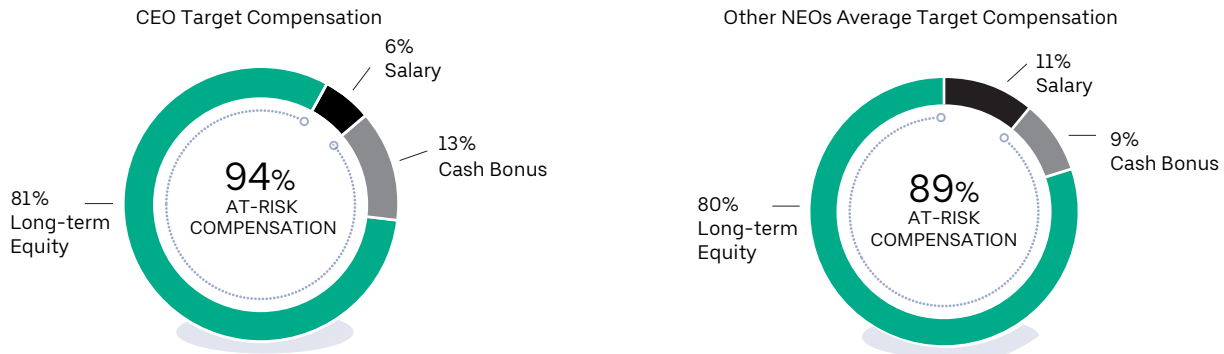 CEO Target Compensation
6%
Salary
13%
Cash Bonus
81%
Long-term
Equity
94%
AT-RISK
COMPENSATION
Other NEOs Average Target Compensation
11%
Salary
9%
Cash Bonus
80%
Long-term
Equity
89%
AT-RISK
COMPENSATION